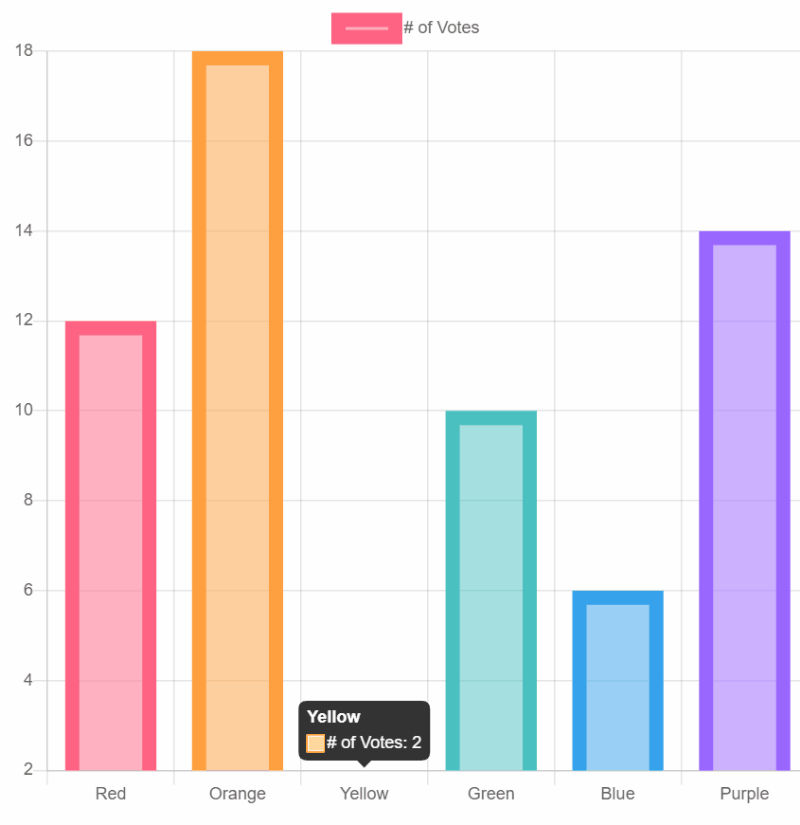 # of Votes
18
16
14
12
10
8
6
4
2
Yellow
# of Votes: 2
Red Orange Yellow Green Blue Purple